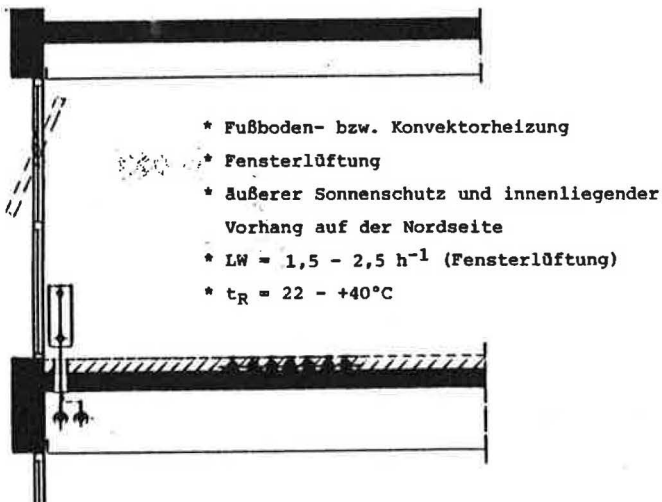 * Fußboden- bzw. Konvektorheizung
* Fensterlüftung
* äußerer Sonnenschutz und innenliegender
Vorhang auf der Nordseite
* LW = 1,5 - 2,5 h⁻¹ (Fensterlüftung)
* tR = 22 - +40°C